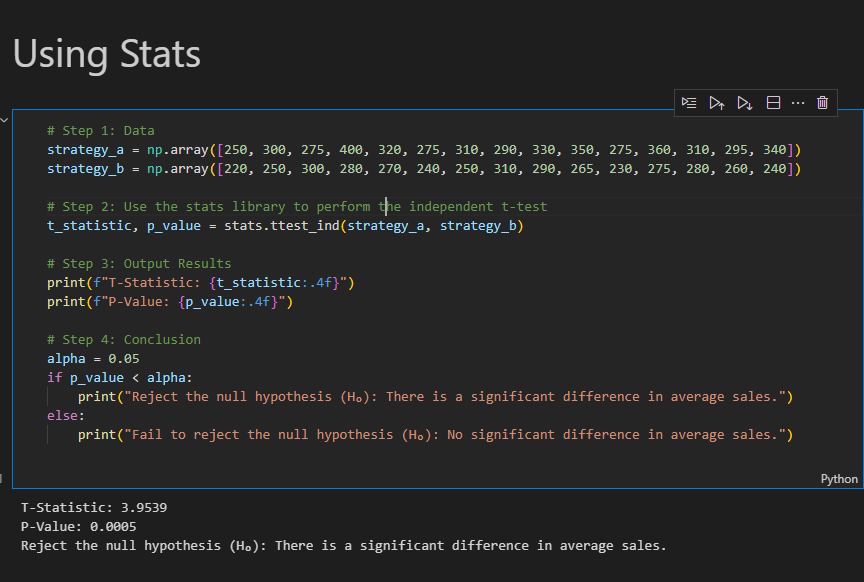 Using Stats
# Step 1: Data
strategy_a = np.array([250, 300, 275, 400, 320, 275, 310, 290, 330, 350, 275, 360, 310, 295, 340])
strategy_b = np.array([220, 250, 300, 280, 270, 240, 250, 310, 290, 265, 230, 275, 280, 260, 240])
# Step 2: Use the stats library to perform the independent t-test
t_statistic, p_value = stats.ttest_ind(strategy_a, strategy_b)
# Step 3: Output Results
print(f"T-Statistic: {t_statistic:.4f}")
print(f"P-Value: {p_value:.4f}")
# Step 4: Conclusion
alpha = 0.05
if p_value < alpha:
    print("Reject the null hypothesis (H₀): There is a significant difference in average sales.")
else:
    print("Fail to reject the null hypothesis (H₀): No significant difference in average sales.")
Python
T-Statistic: 3.9539
P-Value: 0.0005
Reject the null hypothesis (H₀): There is a significant difference in average sales.